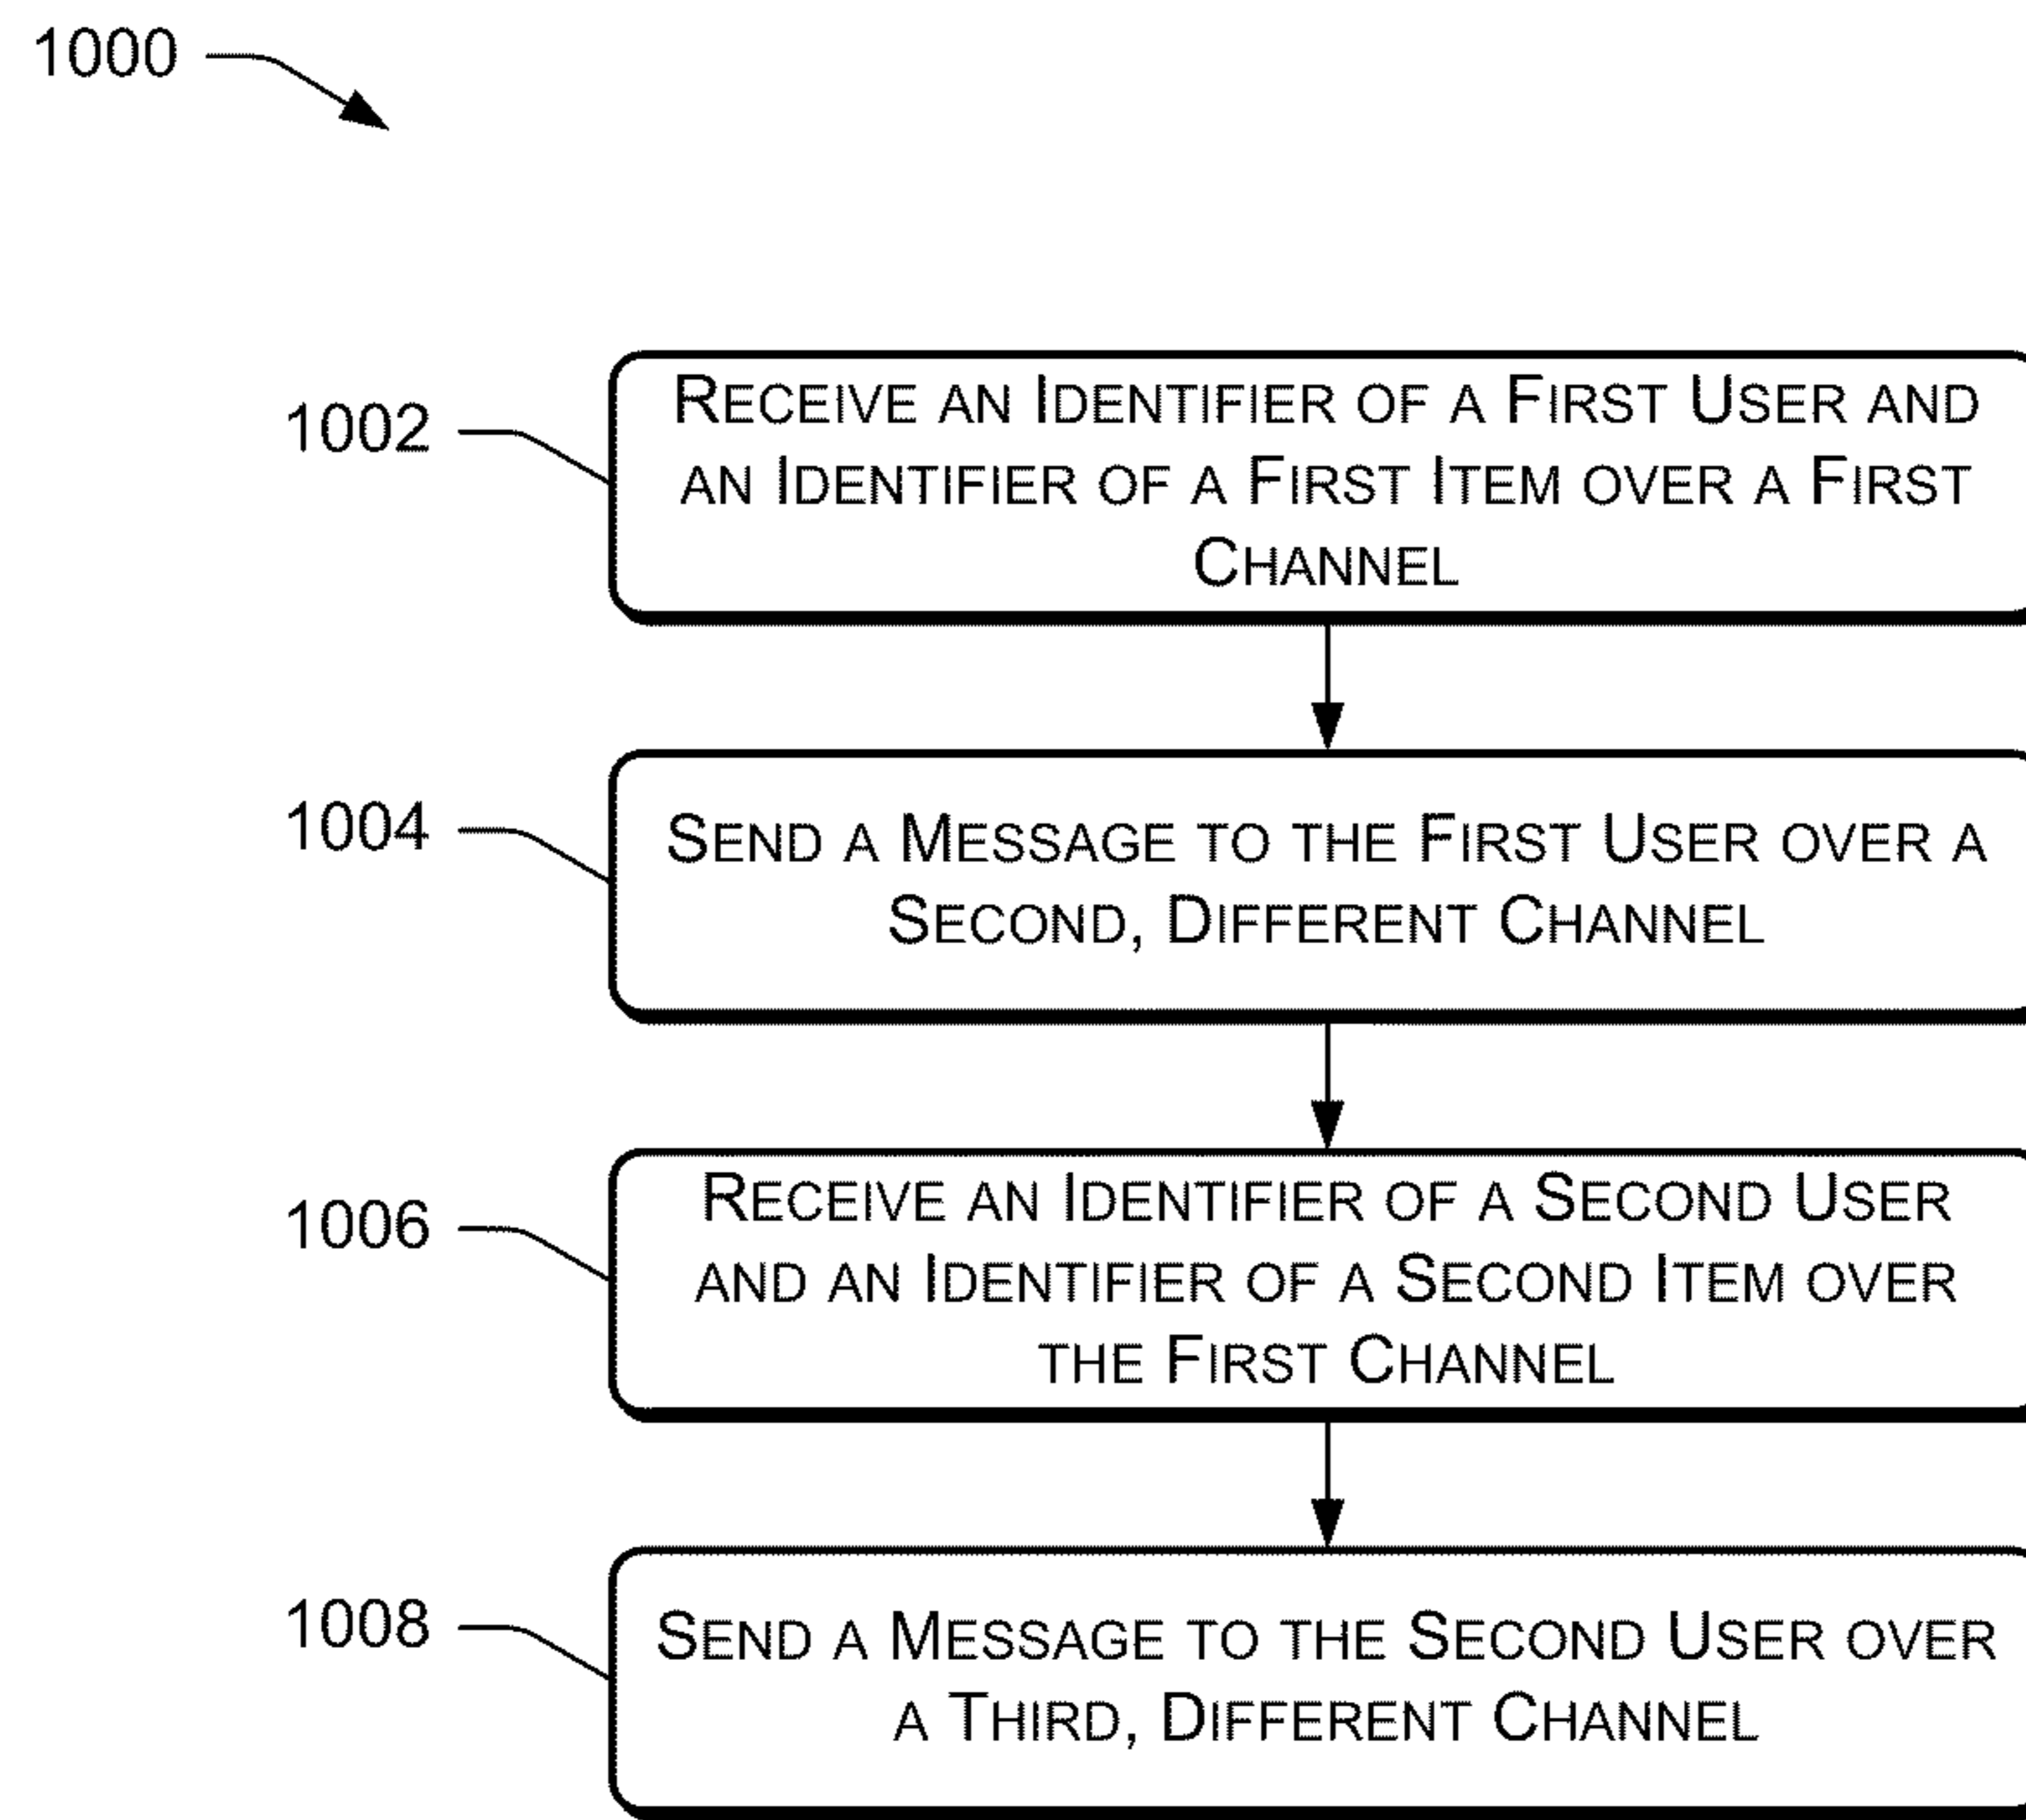 1000
1002
RECEIVE AN IDENTIFIER OF A FIRST USER AND
AN IDENTIFIER OF A FIRST ITEM OVER A FIRST
CHANNEL
1004
SEND A MESSAGE TO THE FIRST USER OVER A
SECOND, DIFFERENT CHANNEL
1006
RECEIVE AN IDENTIFIER OF A SECOND USER
AND AN IDENTIFIER OF A SECOND ITEM OVER
THE FIRST CHANNEL
1008
SEND A MESSAGE TO THE SECOND USER OVER
A THIRD, DIFFERENT CHANNEL